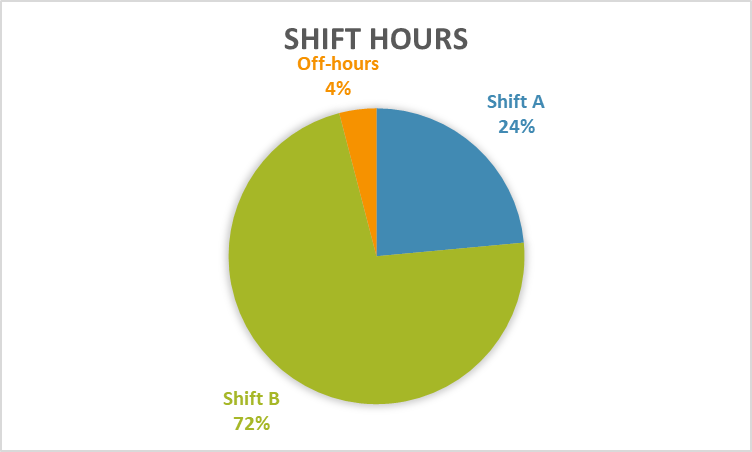 SHIFT HOURS
Off-hours
4%
Shift A
24%
Shift B
72%